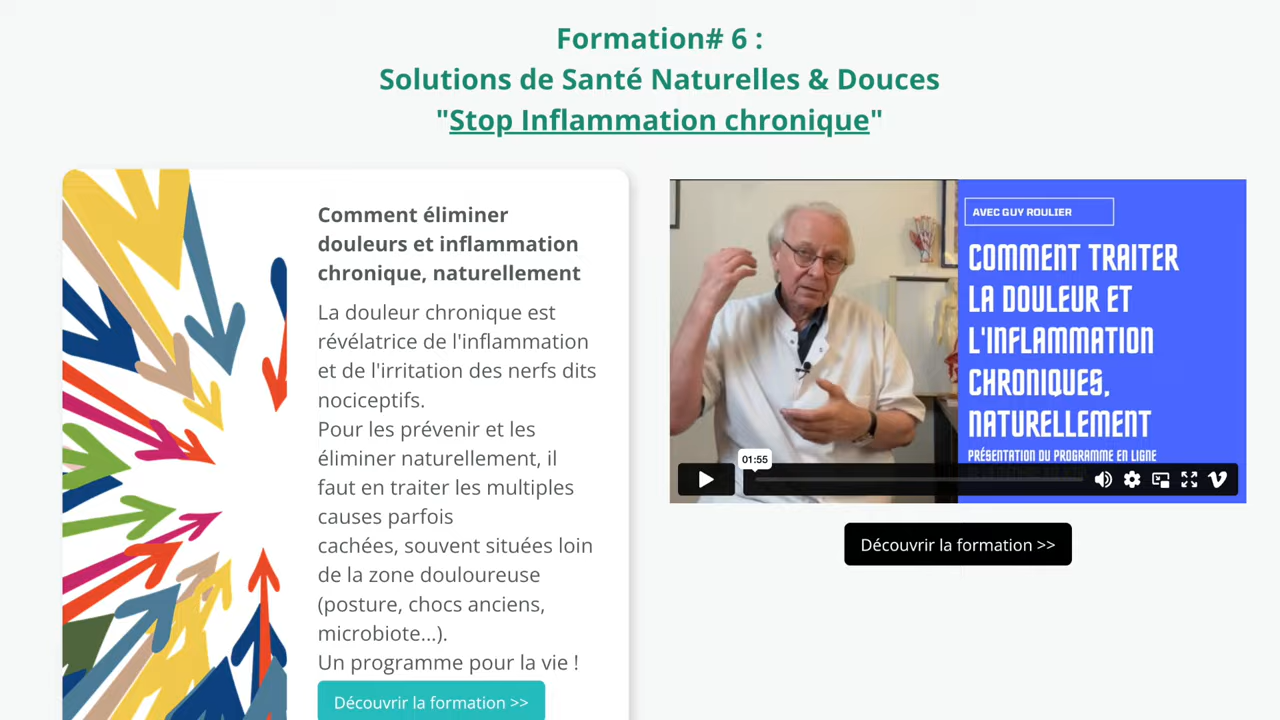 Formation# 6 :
Solutions de Santé Naturelles & Douces
"Stop Inflammation chronique"
Comment éliminer
douleurs et inflammation
chronique, naturellement
La douleur chronique est
révélatrice de l'inflammation
et de l'irritation des nerfs dits
nociceptifs.
Pour les prévenir et les
éliminer naturellement, il
faut en traiter les multiples
causes parfois
cachées, souvent situées loin
de la zone douloureuse
(posture, chocs anciens,
microbiote...).
Un programme pour la vie !
Découvrir la formation >>
AVEC GUY ROULIER
COMMENT TRAITER
LA DOULEUR ET
L'INFLAMMATION
CHRONIQUES,
NATURELLEMENT
PRÉSENTATION DU PROGRAMME EN LIGNE
01:55
Découvrir la formation >>